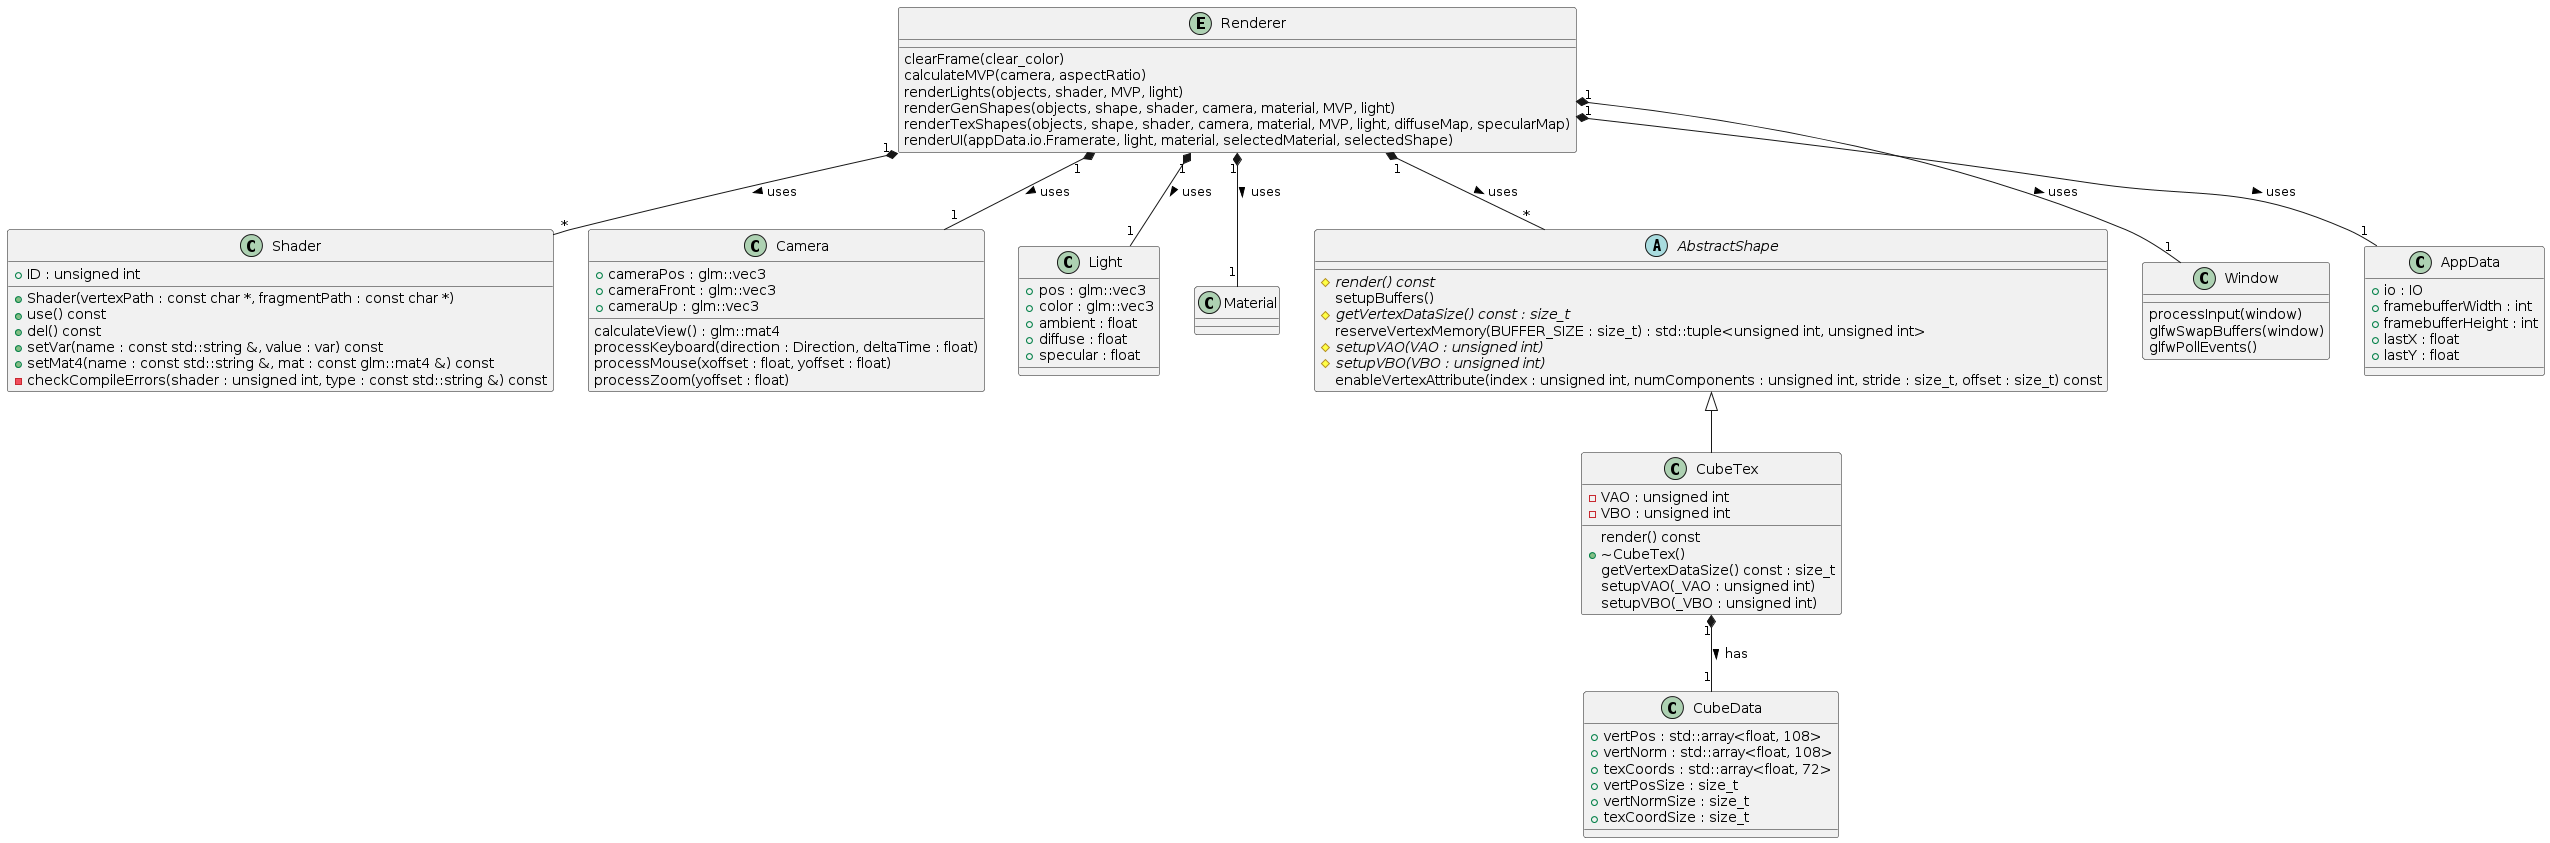 E Renderer
clearFrame(clear_color)
calculateMVP(camera, aspectRatio)
renderLights(objects, shader, MVP, light)
renderGenShapes(objects, shape, shader, camera, material, MVP, light)
renderTexShapes(objects, shape, shader, camera, material, MVP, light, diffuseMap, specularMap)
renderUI(appData.io.Framerate, light, material, selectedMaterial, selectedShape)
1
1
1
1
1
1
1
uses
uses
uses
uses
uses
uses
uses
*
1
1
1
*
1
1
C Shader
ID : unsigned int
Shader(vertexPath : const char *, fragmentPath : const char *)
use() const
del() const
setVar(name : const std::string &, value : var) const
setMat4(name : const std::string &, mat : const glm::mat4 &) const
checkCompileErrors(shader : unsigned int, type : const std::string &) const
C Camera
cameraPos : glm::vec3
cameraFront : glm::vec3
cameraUp : glm::vec3
calculateView() : glm::mat4
processKeyboard(direction : Direction, deltaTime : float)
processMouse(xoffset : float, yoffset : float)
processZoom(yoffset : float)
C Light
pos : glm::vec3
color : glm::vec3
ambient : float
diffuse : float
specular : float
C Material
A AbstractShape
render() const
setupBuffers()
getVertexDataSize() const : size_t
reserveVertexMemory(BUFFER_SIZE : size_t) : std::tuple<unsigned int, unsigned int>
setupVAO(VAO : unsigned int)
setupVBO(VBO : unsigned int)
enableVertexAttribute(index : unsigned int, numComponents : unsigned int, stride : size_t, offset : size_t) const
C Window
processInput(window)
glfwSwapBuffers(window)
glfwPollEvents()
C AppData
io : IO
framebufferWidth : int
framebufferHeight : int
lastX : float
lastY : float
C CubeTex
VAO : unsigned int
VBO : unsigned int
render() const
~CubeTex()
getVertexDataSize() const : size_t
setupVAO(_VAO : unsigned int)
setupVBO(_VBO : unsigned int)
1
has
1
C CubeData
vertPos : std::array<float, 108>
vertNorm : std::array<float, 108>
texCoords : std::array<float, 72>
vertPosSize : size_t
vertNormSize : size_t
texCoordSize : size_t